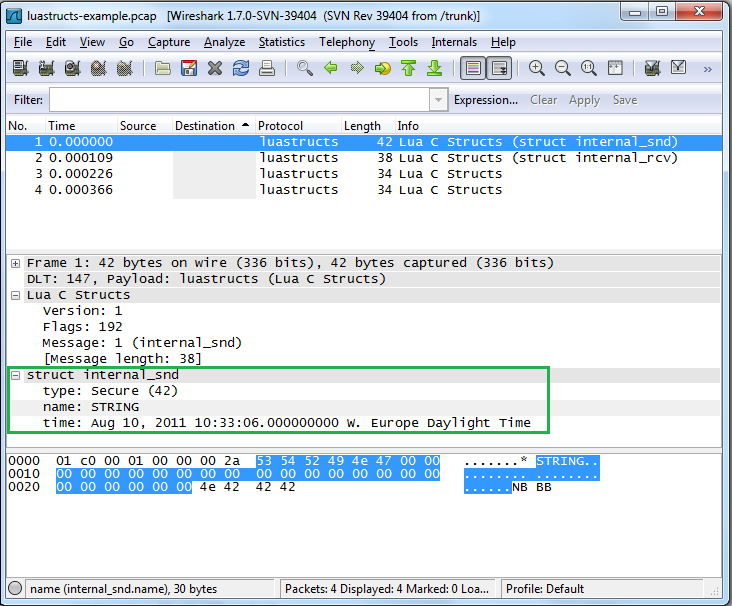 luastructs-example.pcap [Wireshark 1.7.0-SVN-39404 (SVN Rev 39404 from /trunk)]
File Edit View Go Capture Analyze Statistics Telephony Tools Internals Help
Filter: Expression... Clear Apply Save
No. Time Source Destination Protocol Length Info
1 0.000000 luastructs 42 Lua C Structs (struct internal_snd)
2 0.000109 luastructs 38 Lua C Structs (struct internal_rcv)
3 0.000226 luastructs 34 Lua C Structs
4 0.000366 luastructs 34 Lua C Structs
Frame 1: 42 bytes on wire (336 bits), 42 bytes captured (336 bits)
DLT: 147, Payload: luastructs (Lua C Structs)
Lua C Structs
Version: 1
Flags: 192
Message: 1 (internal_snd)
[Message length: 38]
struct internal_snd
type: Secure (42)
name: STRING
time: Aug 10, 2011 10:33:06.000000000 W. Europe Daylight Time
0000 01 c0 00 01 00 00 00 2a 53 54 52 49 4e 47 00 00 .......* STRING..
0010 00 00 00 00 00 00 00 00 00 00 00 00 00 00 00 00 ........ ........
0020 00 00 00 00 00 00 4e 42 42 42 ......NB BB
name (internal_snd.name), 30 bytes Packets: 4 Displayed: 4 Marked: 0 Loa... Profile: Default